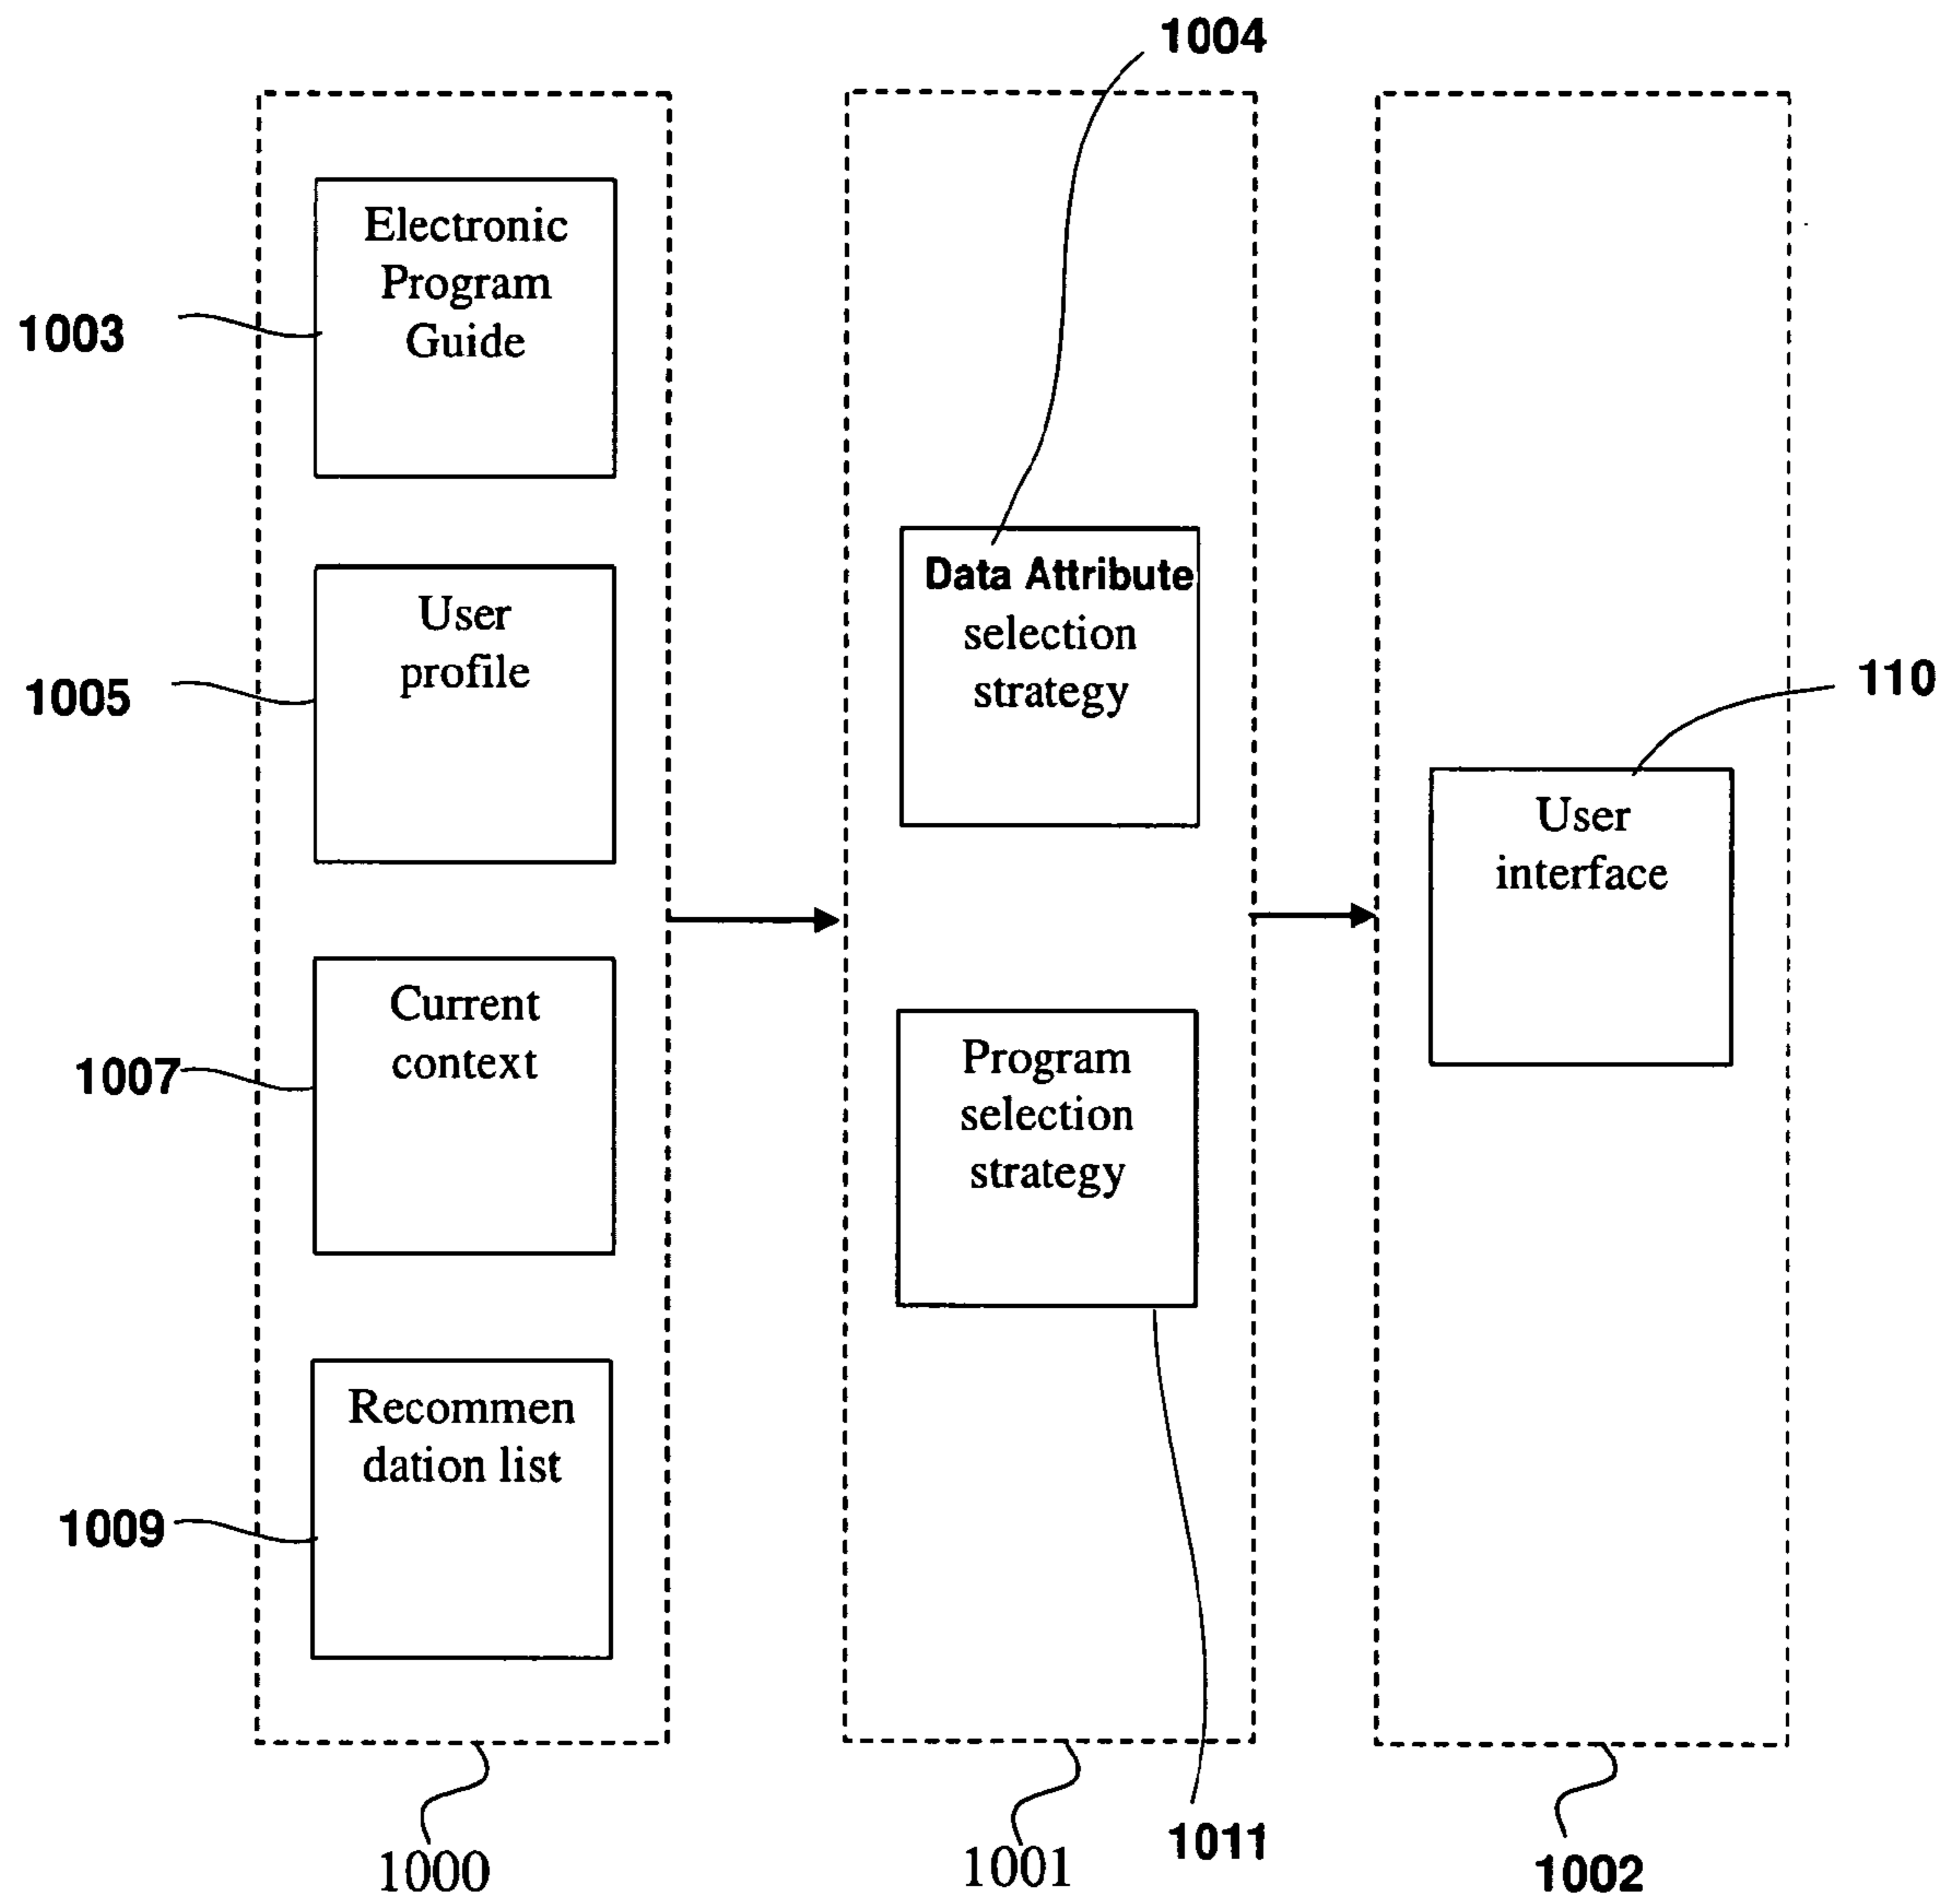 1004
Electronic
Program
Guide
1003
User
profile
1005
Current
context
1007
Recommen
dation list
1009
1000
Data Attribute
selection
strategy
Program
selection
strategy
1001
1011
110
User
interface
1002